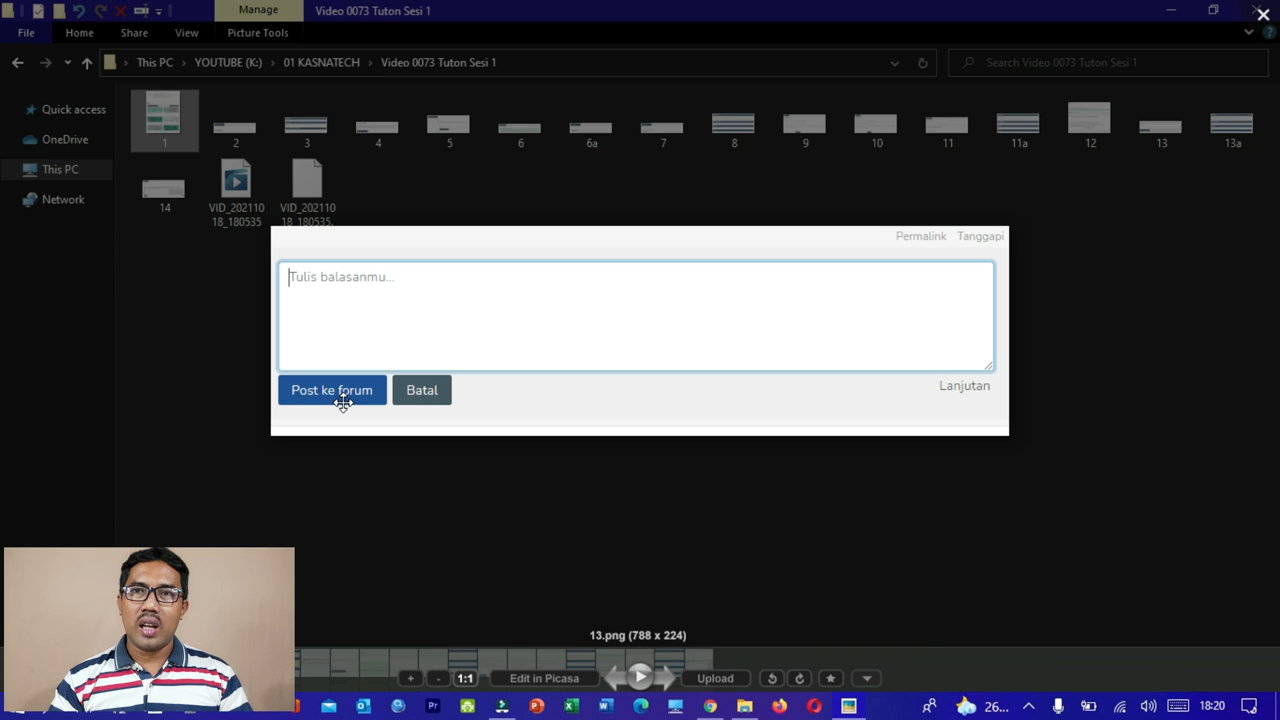 Manage
Video 0073 Tuton Sesi 1
File
Home
Share
View
Picture Tools
This PC
YOUTUBE (K:)
01 KASNATECH
Video 0073 Tuton Sesi 1
Search Video 0073 Tuton Sesi 1
Quick access
OneDrive
This PC
Network
1
2
3
4
5
6
6a
7
8
9
10
11
11a
12
13
13a
14
VID_202110
18_180535
VID_202110
18_180535.
Permalink
Tanggapi
Tulis balasanmu...
Post ke forum
Batal
Lanjutan
13.png (788 x 224)
+
-
1:1
Edit in Picasa
Upload
26...
18:20